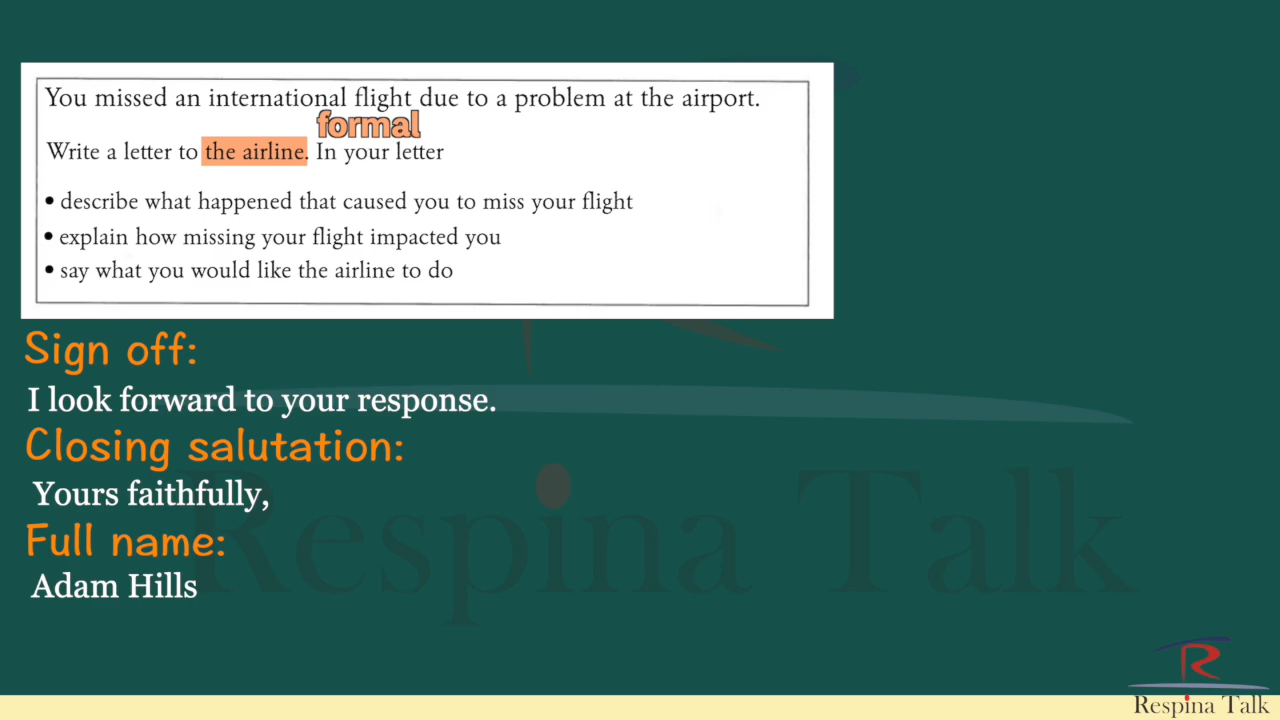 You missed an international flight due to a problem at the airport.
formal
Write a letter to the airline. In your letter
• describe what happened that caused you to miss your flight
• explain how missing your flight impacted you
• say what you would like the airline to do
Sign off:
I look forward to your response.
Closing salutation:
Yours faithfully,
Full name:
Adam Hills
Respina Talk
R
Respina Talk